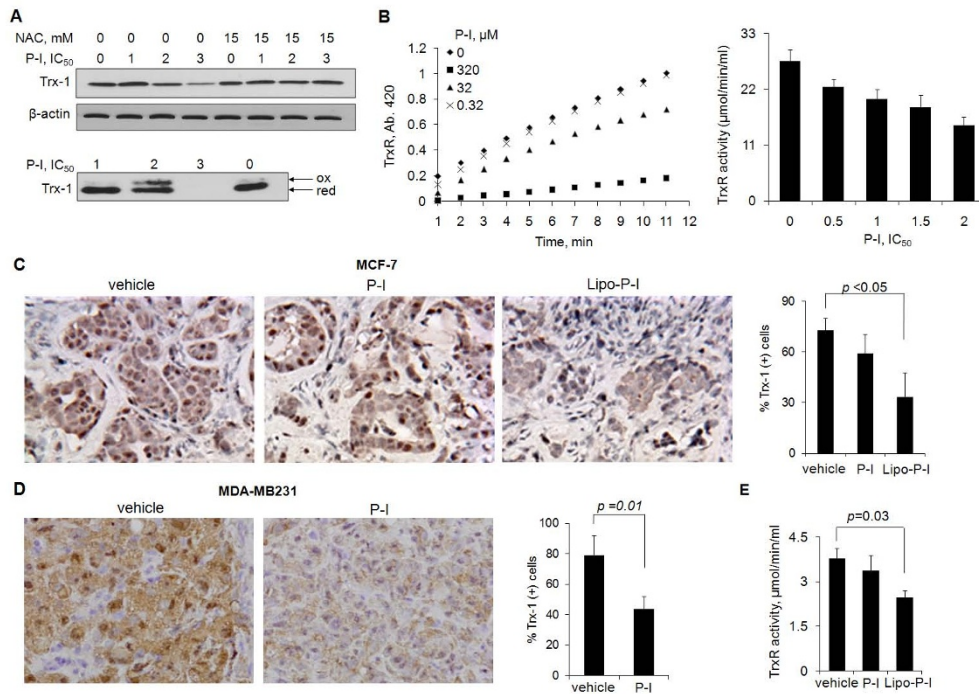 A
NAC, mM 0 0 0 0 15 15 15 15
P-I, IC50 0 1 2 3 0 1 2 3
Trx-1
β-actin
P-I, IC50 1 2 3 0
Trx-1
ox
red
B
P-I, µM
0
320
32
0.32
TrxR, Ab. 420
1.2
1
0.8
0.6
0.4
0.2
0
1 2 3 4 5 6 7 8 9 10 11 12
Time, min
TrxR activity (µmol/min/ml)
33
22
11
0
0 0.5 1 1.5 2
P-I, IC50
C
MCF-7
vehicle P-I Lipo-P-I
p <0.05
% Trx-1 (+) cells
90
60
30
0
vehicle P-I Lipo-P-I
D
MDA-MB231
vehicle P-I
p =0.01
% Trx-1 (+) cells
100
80
60
40
20
0
vehicle P-I
E
p=0.03
TrxR activity, µmol/min/ml
4.5
3
1.5
0
vehicle P-I Lipo-P-I